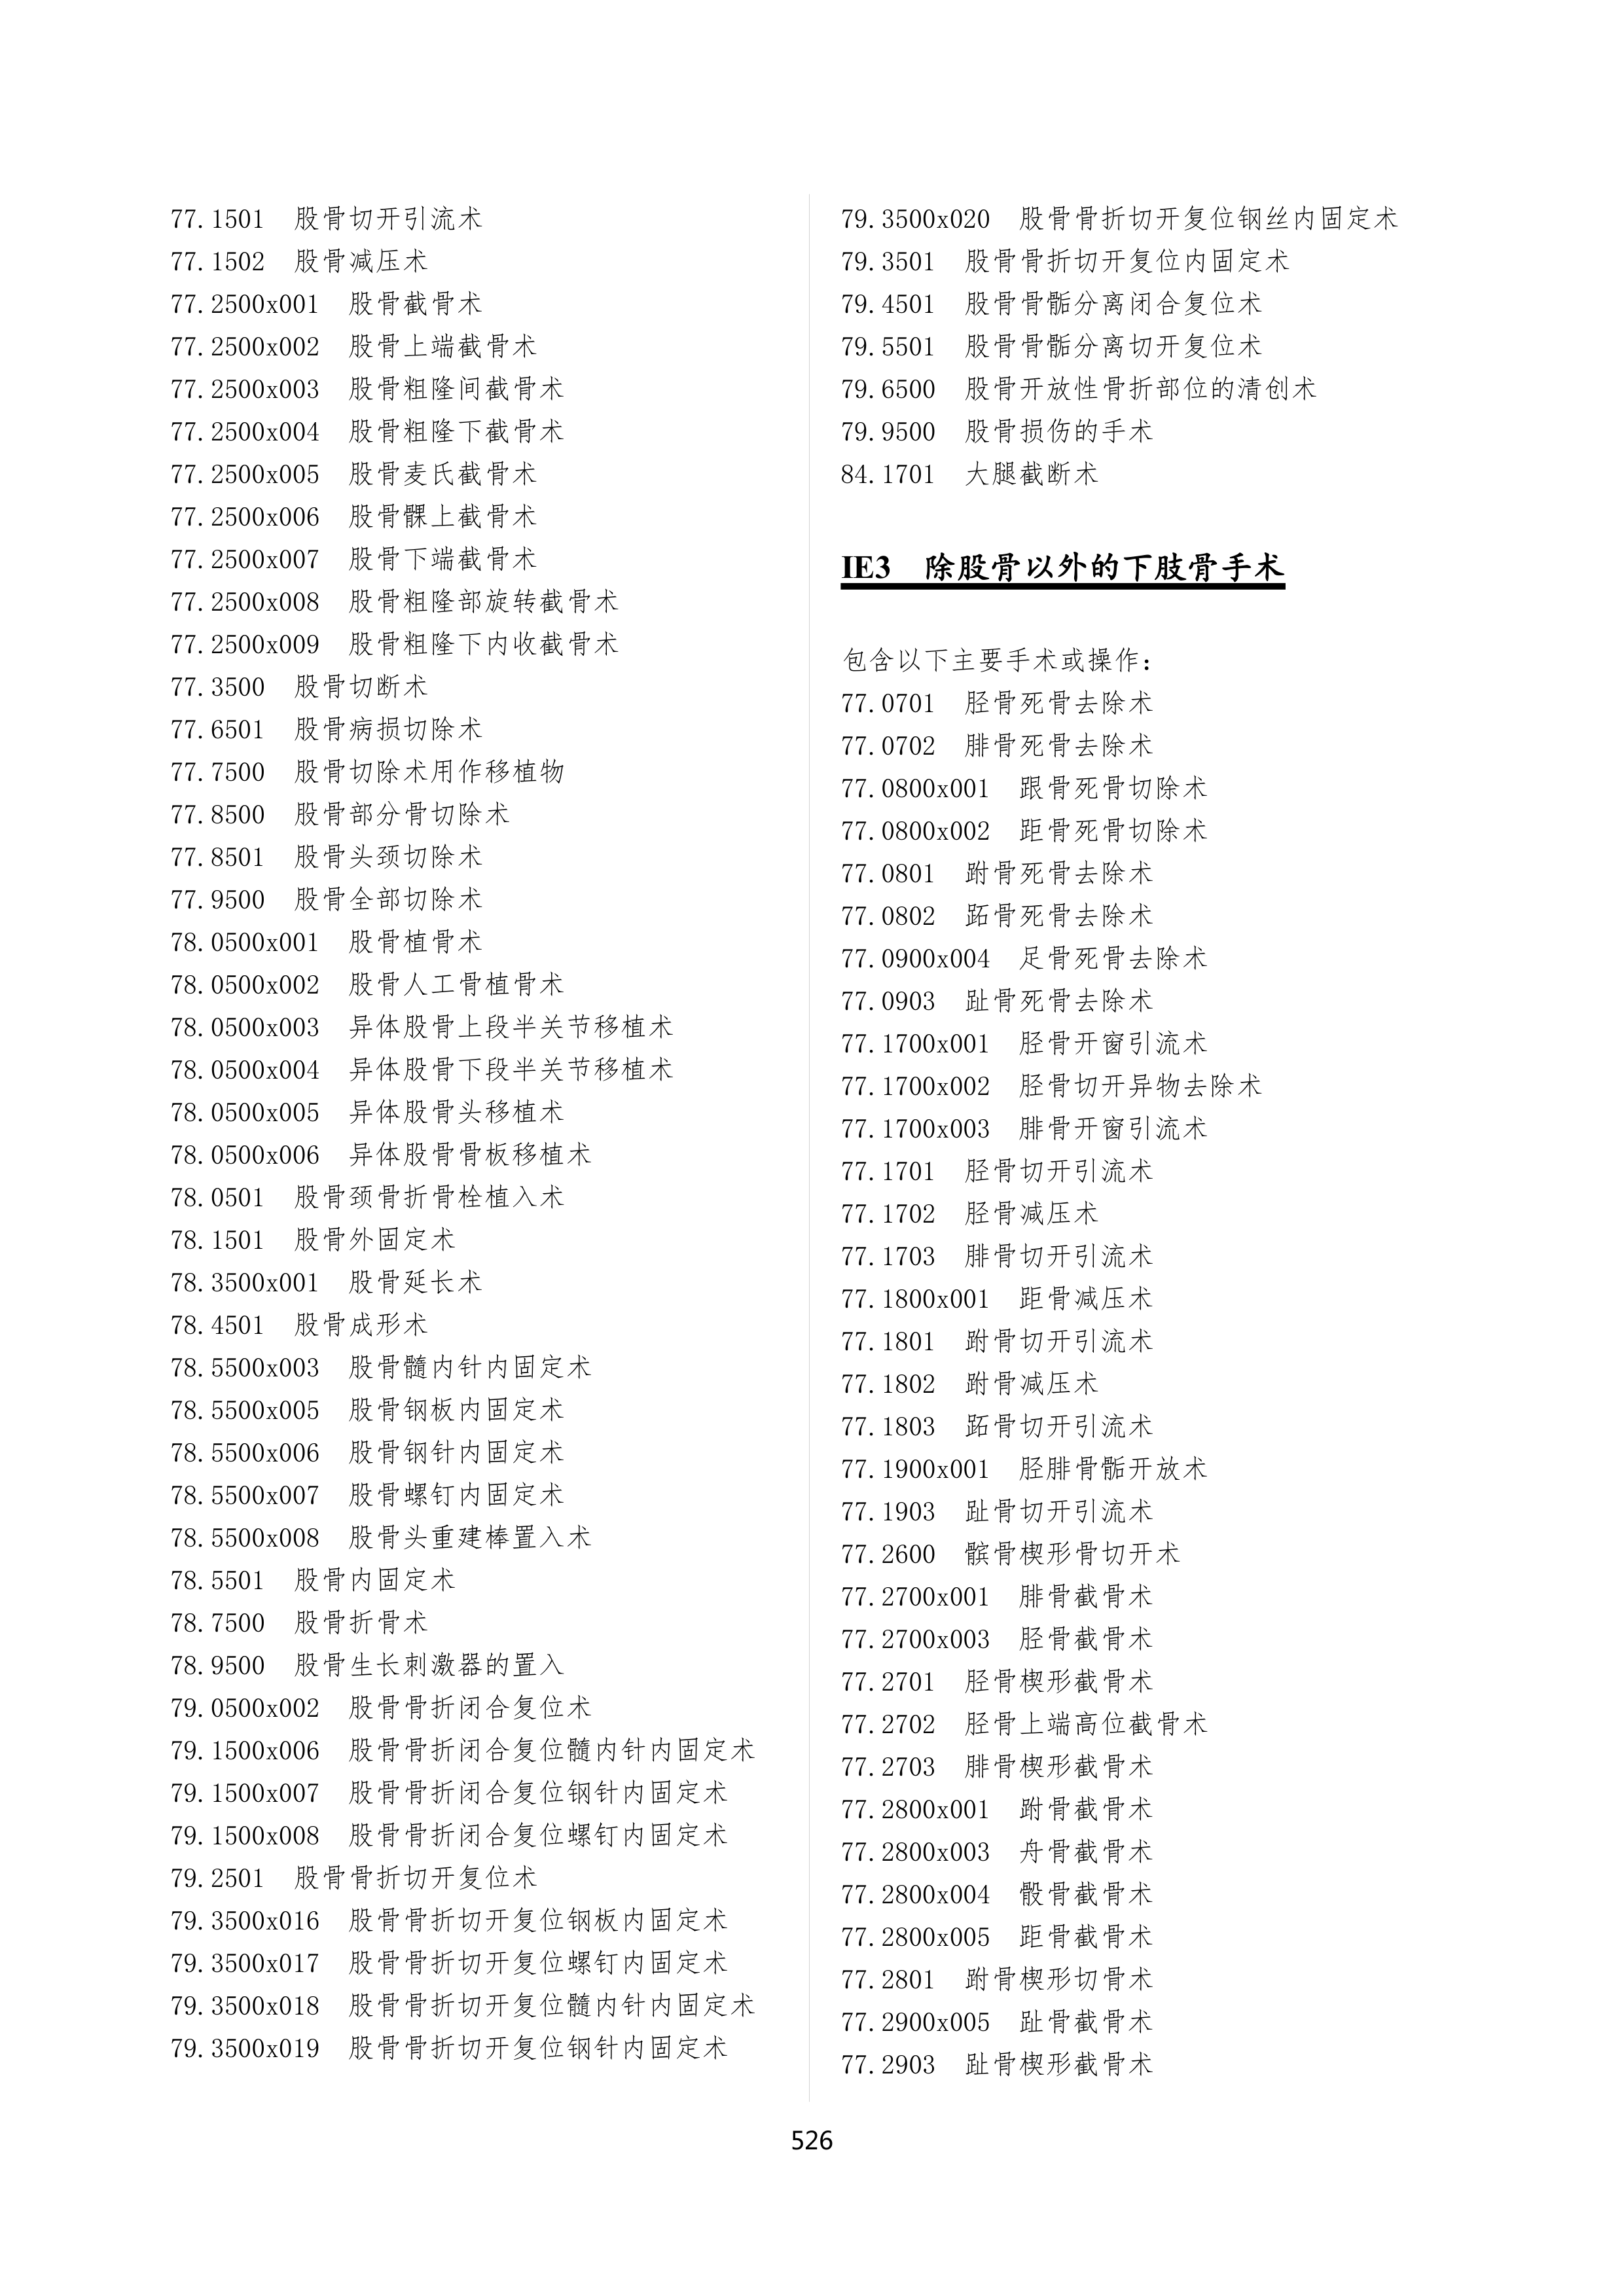 77.1501 股骨切开引流术
77.1502 股骨减压术
77.2500x001 股骨截骨术
77.2500x002 股骨上端截骨术
77.2500x003 股骨粗隆间截骨术
77.2500x004 股骨粗隆下截骨术
77.2500x005 股骨麦氏截骨术
77.2500x006 股骨髁上截骨术
77.2500x007 股骨下端截骨术
77.2500x008 股骨粗隆部旋转截骨术
77.2500x009 股骨粗隆下内收截骨术
77.3500 股骨切断术
77.6501 股骨病损切除术
77.7500 股骨切除术用作移植物
77.8500 股骨部分骨切除术
77.8501 股骨头颈切除术
77.9500 股骨全部切除术
78.0500x001 股骨植骨术
78.0500x002 股骨人工骨植骨术
78.0500x003 异体股骨上段半关节移植术
78.0500x004 异体股骨下段半关节移植术
78.0500x005 异体股骨头移植术
78.0500x006 异体股骨骨板移植术
78.0501 股骨颈骨折骨栓植入术
78.1501 股骨外固定术
78.3500x001 股骨延长术
78.4501 股骨成形术
78.5500x003 股骨髓内针内固定术
78.5500x005 股骨钢板内固定术
78.5500x006 股骨钢针内固定术
78.5500x007 股骨螺钉内固定术
78.5500x008 股骨头重建棒置入术
78.5501 股骨内固定术
78.7500 股骨折骨术
78.9500 股骨生长刺激器的置入
79.0500x002 股骨骨折闭合复位术
79.1500x006 股骨骨折闭合复位髓内针内固定术
79.1500x007 股骨骨折闭合复位钢针内固定术
79.1500x008 股骨骨折闭合复位螺钉内固定术
79.2501 股骨骨折切开复位术
79.3500x016 股骨骨折切开复位钢板内固定术
79.3500x017 股骨骨折切开复位螺钉内固定术
79.3500x018 股骨骨折切开复位髓内针内固定术
79.3500x019 股骨骨折切开复位钢针内固定术
79.3500x020 股骨骨折切开复位钢丝内固定术
79.3501 股骨骨折切开复位内固定术
79.4501 股骨骨骺分离闭合复位术
79.5501 股骨骨骺分离切开复位术
79.6500 股骨开放性骨折部位的清创术
79.9500 股骨损伤的手术
84.1701 大腿截断术
IE3 除股骨以外的下肢骨手术
包含以下主要手术或操作:
77.0701 胫骨死骨去除术
77.0702 腓骨死骨去除术
77.0800x001 跟骨死骨切除术
77.0800x002 距骨死骨切除术
77.0801 跗骨死骨去除术
77.0802 跖骨死骨去除术
77.0900x004 足骨死骨去除术
77.0903 趾骨死骨去除术
77.1700x001 胫骨开窗引流术
77.1700x002 胫骨切开异物去除术
77.1700x003 腓骨开窗引流术
77.1701 胫骨切开引流术
77.1702 胫骨减压术
77.1703 腓骨切开引流术
77.1800x001 距骨减压术
77.1801 跗骨切开引流术
77.1802 跗骨减压术
77.1803 跖骨切开引流术
77.1900x001 胫腓骨骺开放术
77.1903 趾骨切开引流术
77.2600 髌骨楔形骨切开术
77.2700x001 腓骨截骨术
77.2700x003 胫骨截骨术
77.2701 胫骨楔形截骨术
77.2702 胫骨上端高位截骨术
77.2703 腓骨楔形截骨术
77.2800x001 跗骨截骨术
77.2800x003 舟骨截骨术
77.2800x004 骰骨截骨术
77.2800x005 距骨截骨术
77.2801 跗骨楔形切骨术
77.2900x005 趾骨截骨术
77.2903 趾骨楔形截骨术
526